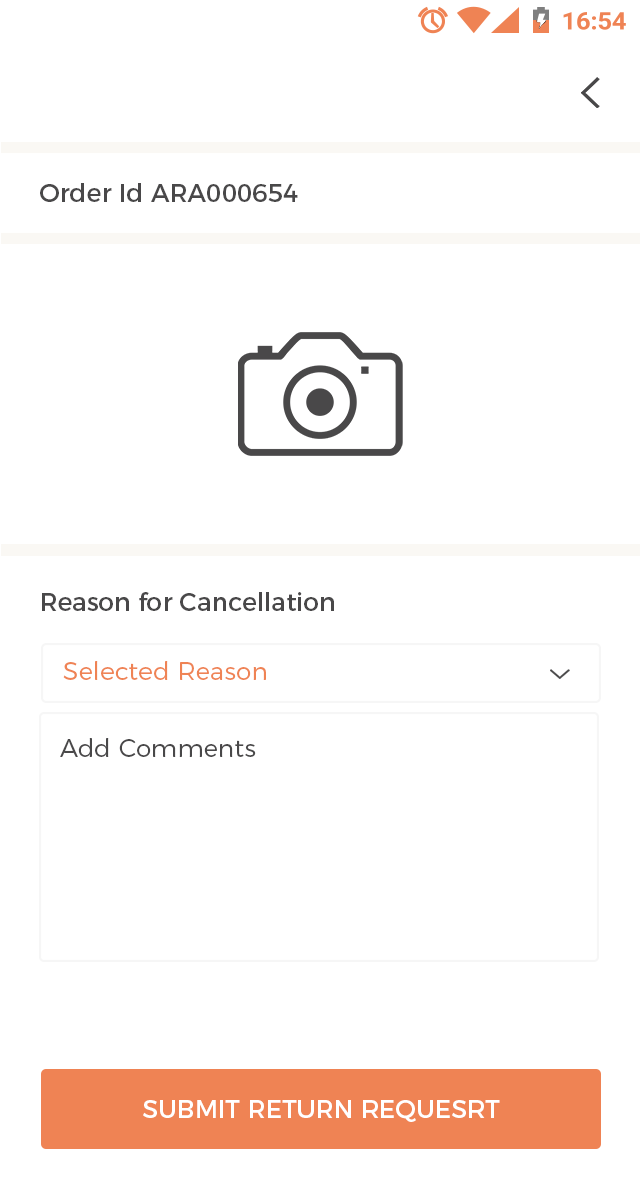 16:54
Order Id ARA000654
Reason for Cancellation
Selected Reason
Add Comments
SUBMIT RETURN REQUESRT